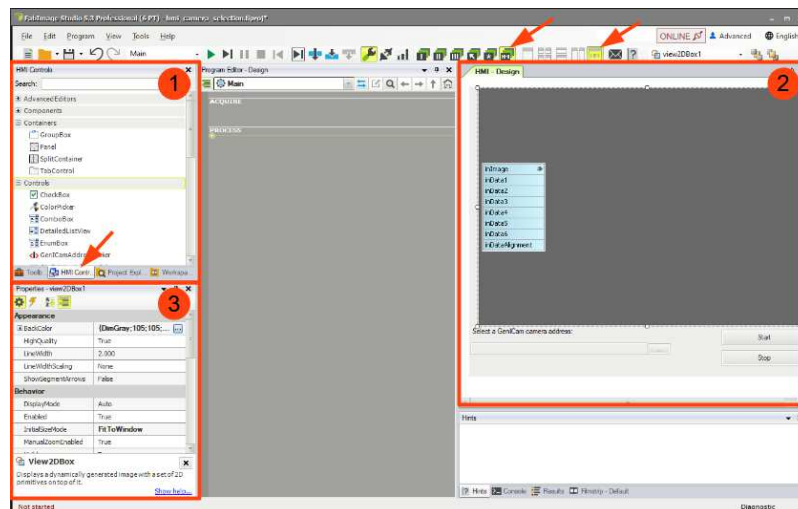 FabImage Studio 5.3 Professional (4 PT) - hmi_camera_selection.fiproj*
File Edit Program View Tools Help
ONLINE Advanced English
Main
view2DBox1
HMI Controls
Search:
Advanced Editors
Components
Containers
GroupBox
Panel
SplitContainer
TabControl
Controls
CheckBox
ColorPicker
ComboBox
DetailedListView
EnumBox
HMI Contr...
Project Expl...
Workspa...
1
Properties - view2DBox1
Appearance
BackColor {DimGray;105;105;...
HighQuality True
LineWidth 2.000
LineWidthScaling None
ShowSegmentArrows False
Behavior
DisplayMode Auto
Enabled True
InitialSizeMode FitToWindow
ManualZoomEnabled True
View2DBox
Displays a dynamically generated image with a set of 2D
primitives on top of it.
Show help...
3
Program Editor - Design
Main
ACQUIRE
PROCESS
HMI - Design
2
inImage
inData1
inData2
inData3
inData4
inData5
inData6
inDataAlignment
Select a GeniCam camera address:
Start
Stop
Hints
Hints Console Results Filmstrip - Default
Not started
Diagnostic